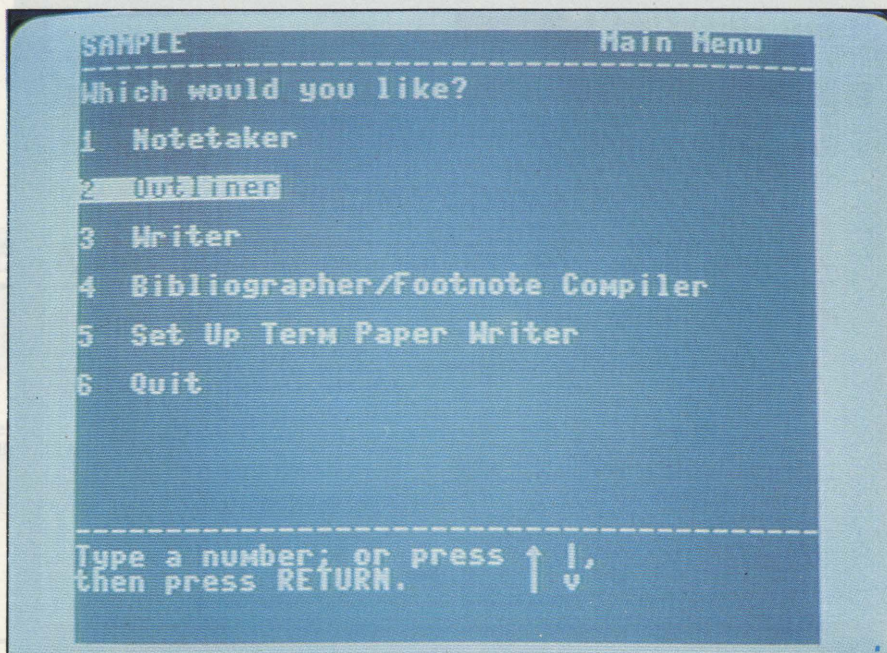 SAMPLE Main Menu
Which would you like?
1 Notetaker
2 Outliner
3 Writer
4 Bibliographer/Footnote Compiler
5 Set Up Term Paper Writer
6 Quit
Type a number; or press ↑ |,
then press RETURN. | v